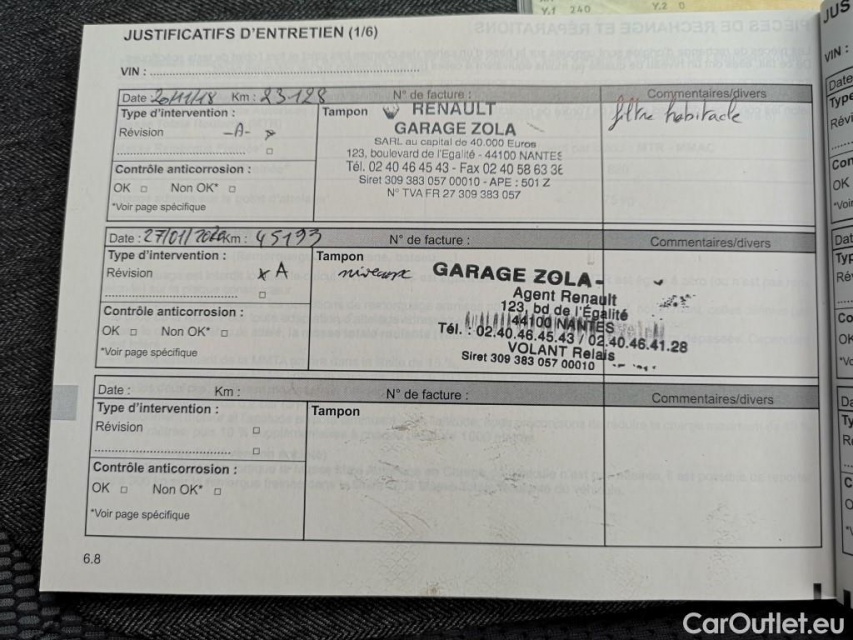 Y.1 240 Y.2 0
JUSTIFICATIFS D'ENTRETIEN (1/6)
VIN :
Date 20/11/18 Km : 23128 N° de facture : Commentaires/divers
Type d'intervention : Tampon RENAULT filtre habitacle
Révision -A- GARAGE ZOLA
SARL au capital de 40.000 Euros
123, boulevard de l'Egalité - 44100 NANTES
Contrôle anticorrosion : Tél. 02 40 46 45 43 - Fax 02 40 58 63 36
OK Non OK* Siret 309 383 057 00010 - APE : 501 Z
*Voir page spécifique N° TVA FR 27 309 383 057
Date : 27/01/2020 Km : 45193 N° de facture : Commentaires/divers
Type d'intervention : Tampon
Révision x A niveaux GARAGE ZOLA-
Agent Renault
Contrôle anticorrosion : 123, bd de l'Égalité
44100 NANTES
OK Non OK* Tél. : 02.40.46.45.43 / 02.40.46.41.28
VOLANT Relais
*Voir page spécifique Siret 309 383 057 00010
Date : Km : N° de facture : Commentaires/divers
Type d'intervention : Tampon
Révision
Contrôle anticorrosion :
OK Non OK*
*Voir page spécifique
6.8
JUS
VIN :
CarOutlet.eu